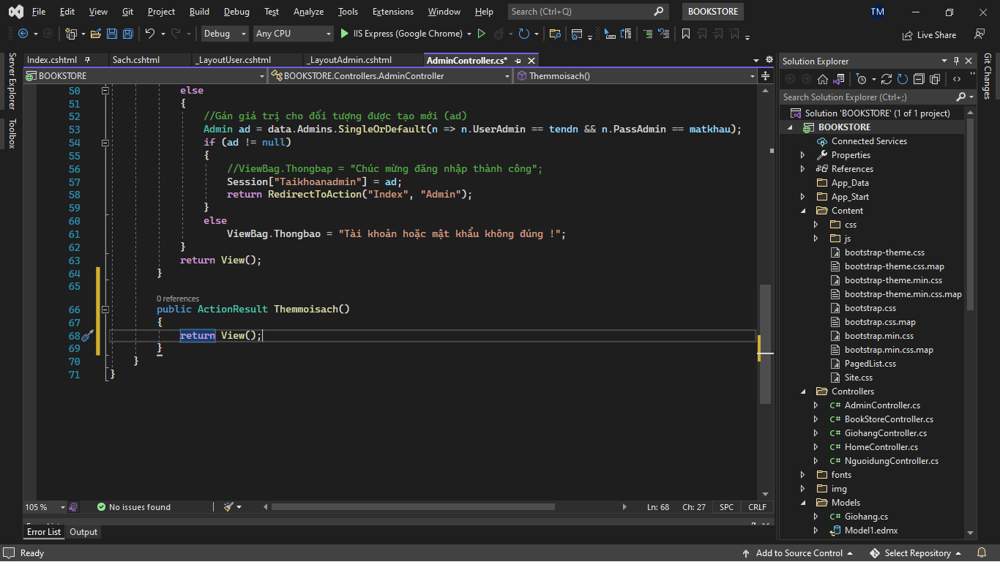 File Edit View Git Project Build Debug Test Analyze Tools Extensions Window Help Search (Ctrl+Q) BOOKSTORE TM
Debug Any CPU IIS Express (Google Chrome) Live Share
Server Explorer
Toolbox
Index.cshtml Sach.cshtml _LayoutUser.cshtml _LayoutAdmin.cshtml AdminController.cs*
BOOKSTORE BOOKSTORE.Controllers.AdminController Themmoisach()
50 else
51 {
52 //Gán giá trị cho đối tượng được tạo mới (ad)
53 Admin ad = data.Admins.SingleOrDefault(n => n.UserAdmin == tendn && n.PassAdmin == matkhau);
54 if (ad != null)
55 {
56 //ViewBag.Thongbap = "Chúc mừng đăng nhập thành công";
57 Session["Taikhoanadmin"] = ad;
58 return RedirectToAction("Index", "Admin");
59 }
60 else
61 ViewBag.Thongbao = "Tài khoản hoặc mật khẩu không đúng !";
62 }
63 return View();
64 }
65
0 references
66 public ActionResult Themmoisach()
67 {
68 return View();
69 }
70 }
71 }
105 % No issues found Ln: 68 Ch: 27 SPC CRLF
Error List Output
Solution Explorer
Search Solution Explorer (Ctrl+;)
Solution 'BOOKSTORE' (1 of 1 project)
BOOKSTORE
Connected Services
Properties
References
App_Data
App_Start
Content
css
js
bootstrap-theme.css
bootstrap-theme.css.map
bootstrap-theme.min.css
bootstrap-theme.min.css.map
bootstrap.css
bootstrap.css.map
bootstrap.min.css
bootstrap.min.css.map
PagedList.css
Site.css
Controllers
C# AdminController.cs
C# BookStoreController.cs
C# GiohangController.cs
C# HomeController.cs
C# NguoidungController.cs
fonts
img
Models
C# Giohang.cs
Model1.edmx
Git Changes
Ready Add to Source Control Select Repository